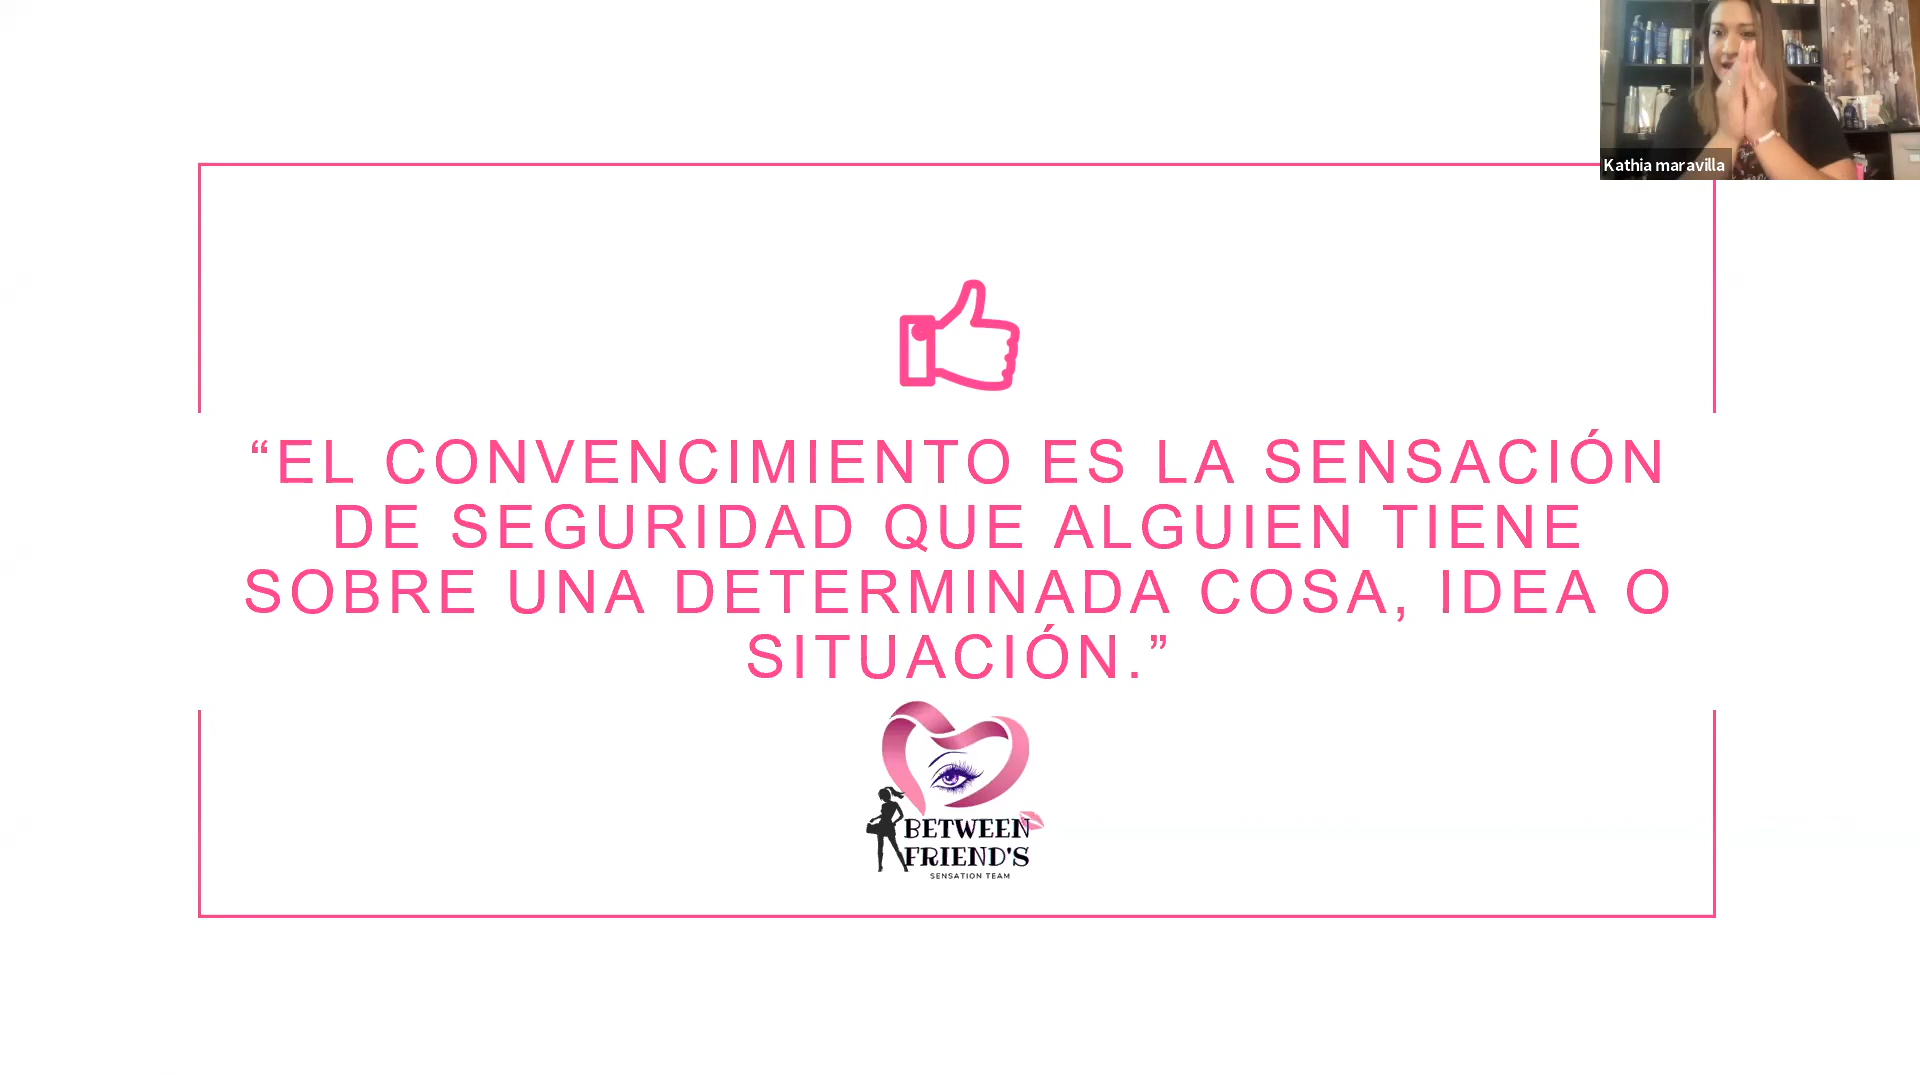 Kathia maravilla
“EL CONVENCIMIENTO ES LA SENSACIÓN
DE SEGURIDAD QUE ALGUIEN TIENE
SOBRE UNA DETERMINADA COSA, IDEA O
SITUACIÓN.”
BETWEEN
FRIEND'S
SENSATION TEAM